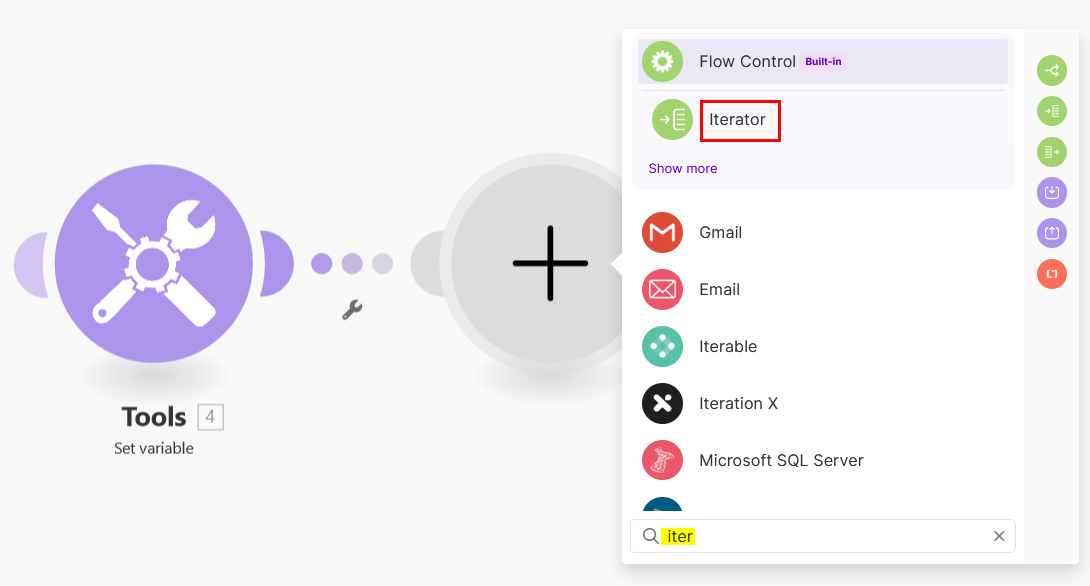 Flow Control Built-in
Iterator
Show more
Gmail
Email
Iterable
Iteration X
Microsoft SQL Server
iter
Tools 4
Set variable